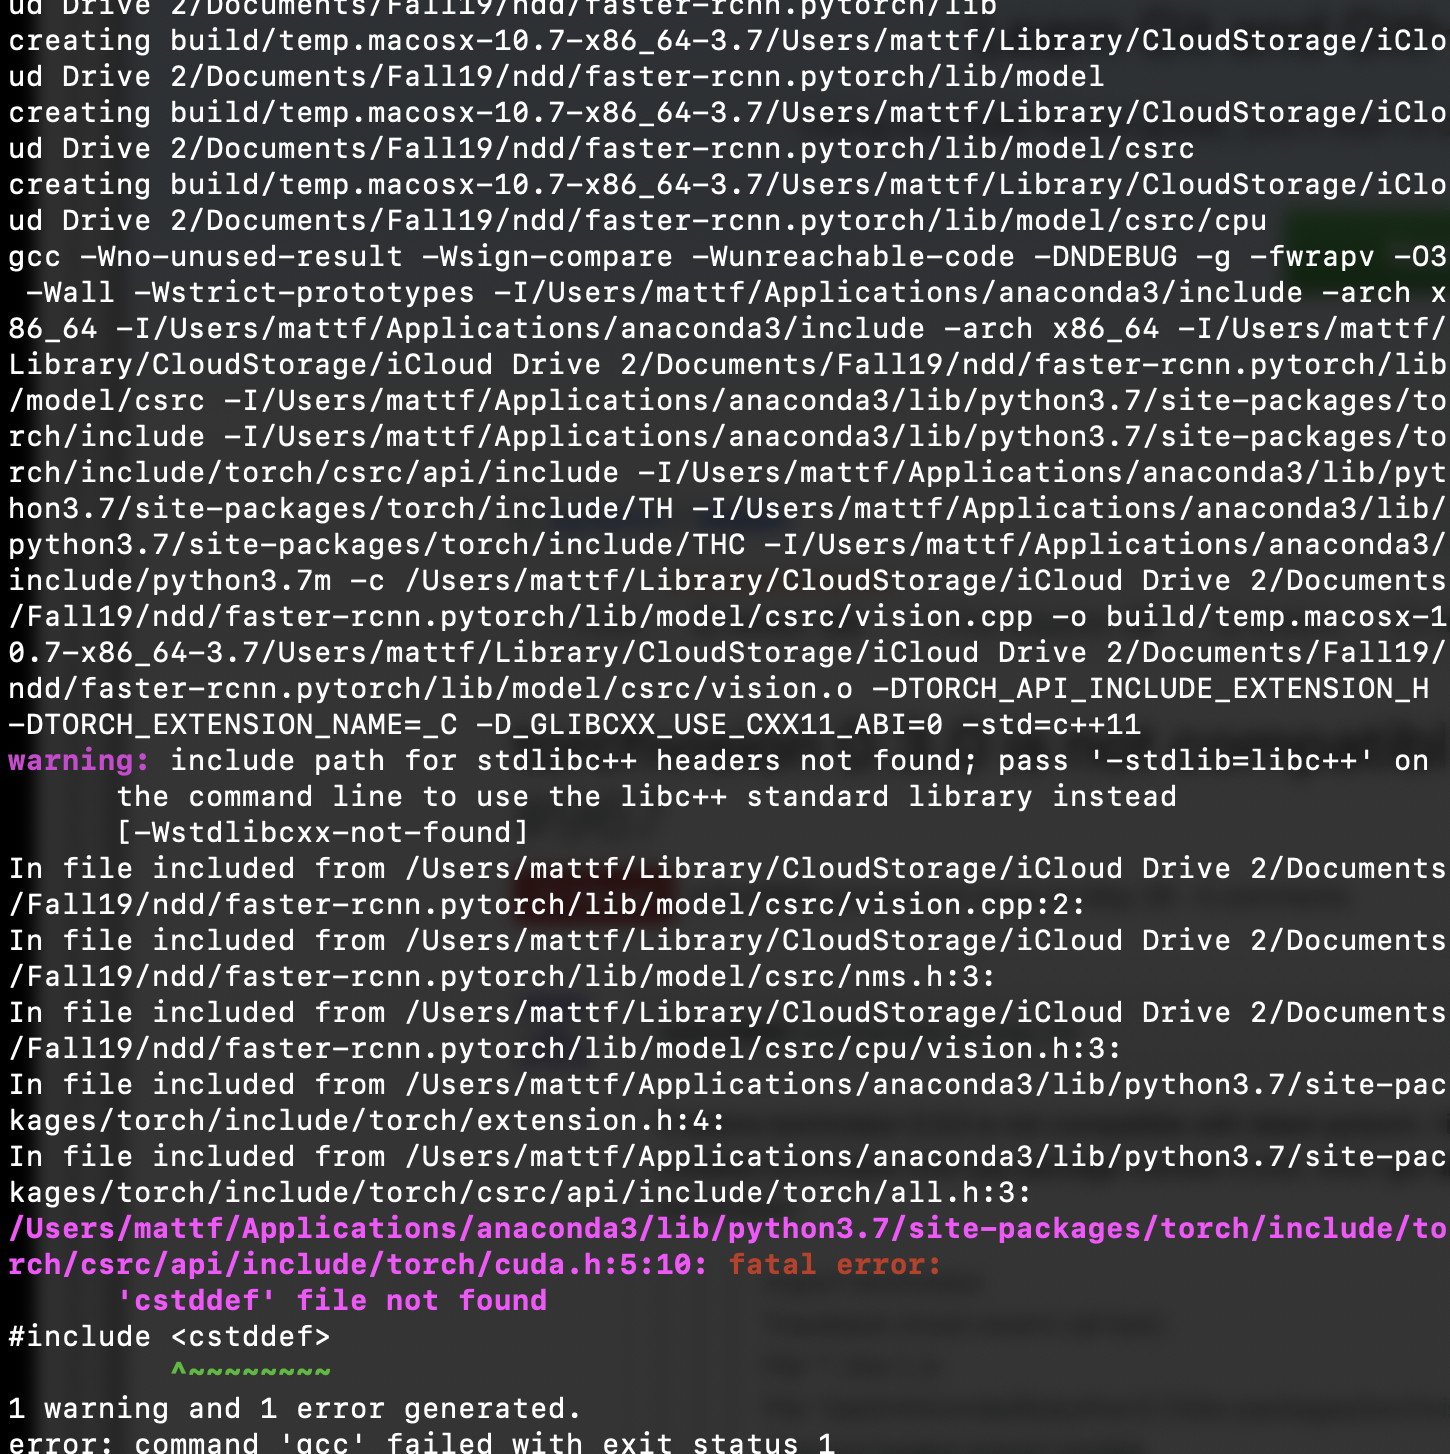 ud Drive 2/Documents/Fall19/ndd/faster-rcnn.pytorch/lib
creating build/temp.macosx-10.7-x86_64-3.7/Users/mattf/Library/CloudStorage/iClo
ud Drive 2/Documents/Fall19/ndd/faster-rcnn.pytorch/lib/model
creating build/temp.macosx-10.7-x86_64-3.7/Users/mattf/Library/CloudStorage/iClo
ud Drive 2/Documents/Fall19/ndd/faster-rcnn.pytorch/lib/model/csrc
creating build/temp.macosx-10.7-x86_64-3.7/Users/mattf/Library/CloudStorage/iClo
ud Drive 2/Documents/Fall19/ndd/faster-rcnn.pytorch/lib/model/csrc/cpu
gcc -Wno-unused-result -Wsign-compare -Wunreachable-code -DNDEBUG -g -fwrapv -O3
 -Wall -Wstrict-prototypes -I/Users/mattf/Applications/anaconda3/include -arch x
86_64 -I/Users/mattf/Applications/anaconda3/include -arch x86_64 -I/Users/mattf/
Library/CloudStorage/iCloud Drive 2/Documents/Fall19/ndd/faster-rcnn.pytorch/lib
/model/csrc -I/Users/mattf/Applications/anaconda3/lib/python3.7/site-packages/to
rch/include -I/Users/mattf/Applications/anaconda3/lib/python3.7/site-packages/to
rch/include/torch/csrc/api/include -I/Users/mattf/Applications/anaconda3/lib/pyt
hon3.7/site-packages/torch/include/TH -I/Users/mattf/Applications/anaconda3/lib/
python3.7/site-packages/torch/include/THC -I/Users/mattf/Applications/anaconda3/
include/python3.7m -c /Users/mattf/Library/CloudStorage/iCloud Drive 2/Documents
/Fall19/ndd/faster-rcnn.pytorch/lib/model/csrc/vision.cpp -o build/temp.macosx-1
0.7-x86_64-3.7/Users/mattf/Library/CloudStorage/iCloud Drive 2/Documents/Fall19/
ndd/faster-rcnn.pytorch/lib/model/csrc/vision.o -DTORCH_API_INCLUDE_EXTENSION_H
-DTORCH_EXTENSION_NAME=_C -D_GLIBCXX_USE_CXX11_ABI=0 -std=c++11
warning: include path for stdlibc++ headers not found; pass '-stdlib=libc++' on
      the command line to use the libc++ standard library instead
      [-Wstdlibcxx-not-found]
In file included from /Users/mattf/Library/CloudStorage/iCloud Drive 2/Documents
/Fall19/ndd/faster-rcnn.pytorch/lib/model/csrc/vision.cpp:2:
In file included from /Users/mattf/Library/CloudStorage/iCloud Drive 2/Documents
/Fall19/ndd/faster-rcnn.pytorch/lib/model/csrc/nms.h:3:
In file included from /Users/mattf/Library/CloudStorage/iCloud Drive 2/Documents
/Fall19/ndd/faster-rcnn.pytorch/lib/model/csrc/cpu/vision.h:3:
In file included from /Users/mattf/Applications/anaconda3/lib/python3.7/site-pac
kages/torch/include/torch/extension.h:4:
In file included from /Users/mattf/Applications/anaconda3/lib/python3.7/site-pac
kages/torch/include/torch/csrc/api/include/torch/all.h:3:
/Users/mattf/Applications/anaconda3/lib/python3.7/site-packages/torch/include/to
rch/csrc/api/include/torch/cuda.h:5:10: fatal error:
      'cstddef' file not found
#include <cstddef>
         ^~~~~~~~~
1 warning and 1 error generated.
error: command 'gcc' failed with exit status 1